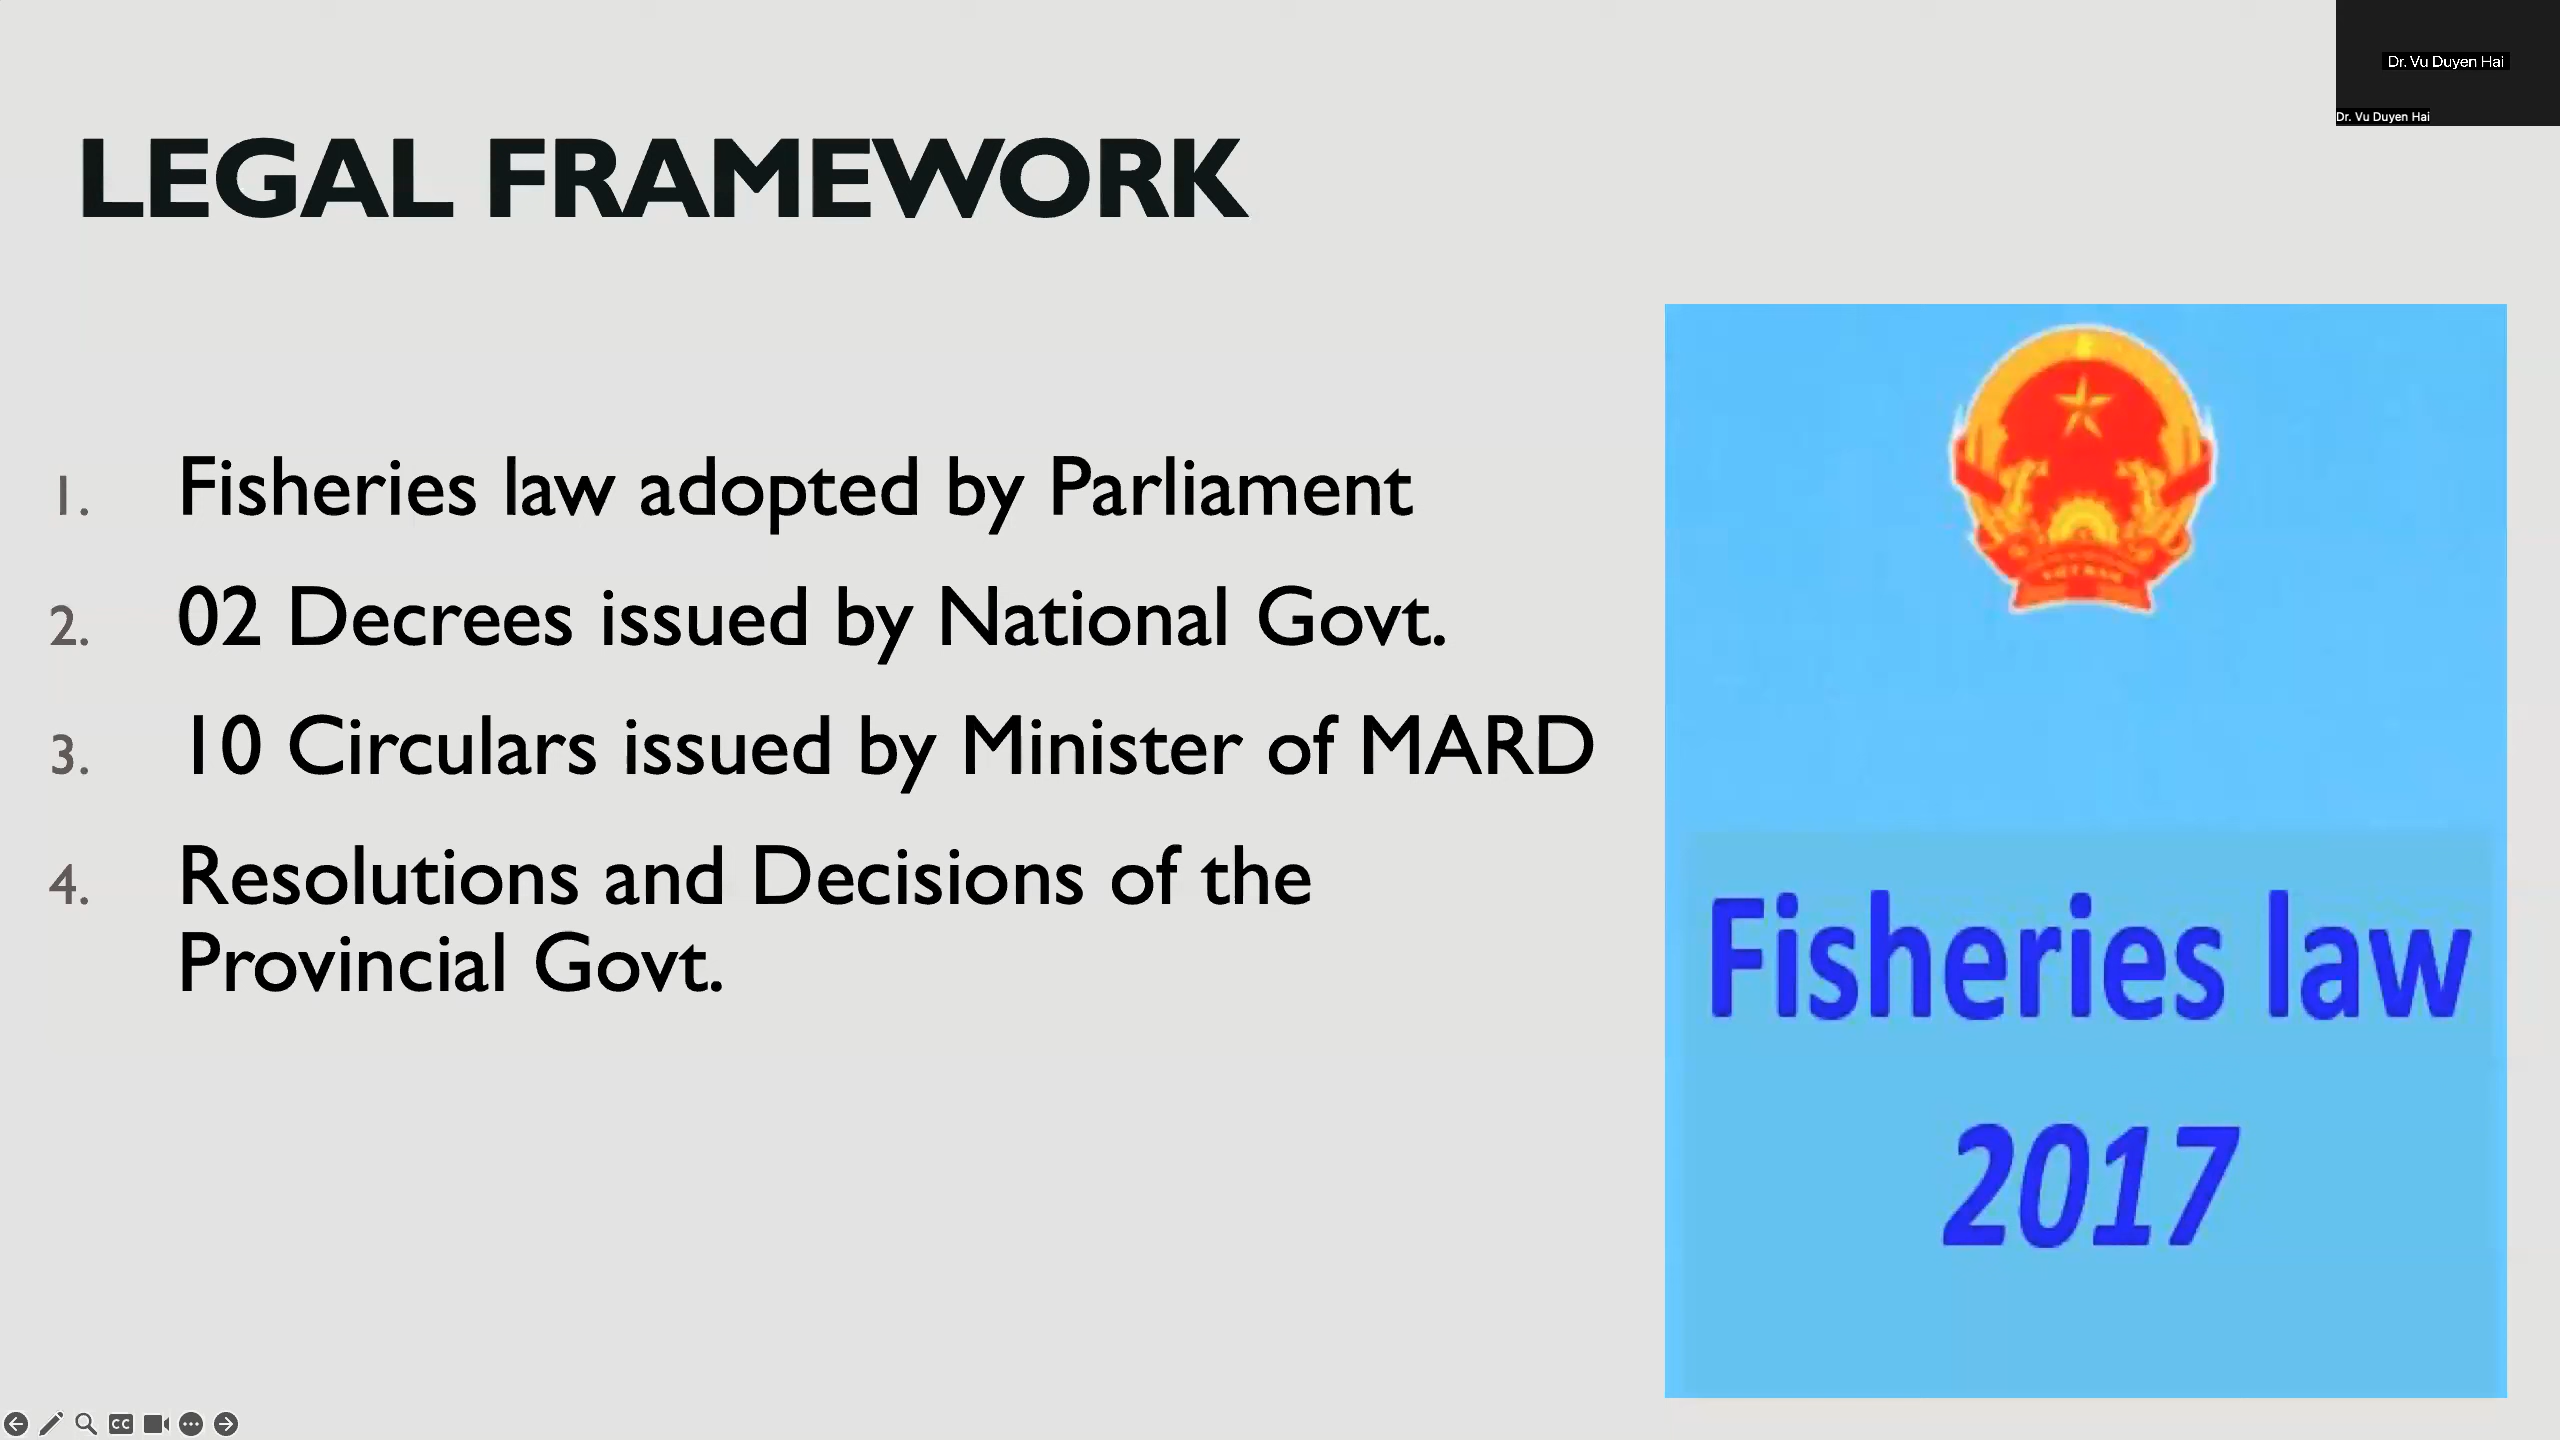 Dr. Vu Duyen Hai
Dr. Vu Duyen Hai
LEGAL FRAMEWORK
1. Fisheries law adopted by Parliament
2. 02 Decrees issued by National Govt.
3. 10 Circulars issued by Minister of MARD
4. Resolutions and Decisions of the
Provincial Govt.
Fisheries law
2017
CC